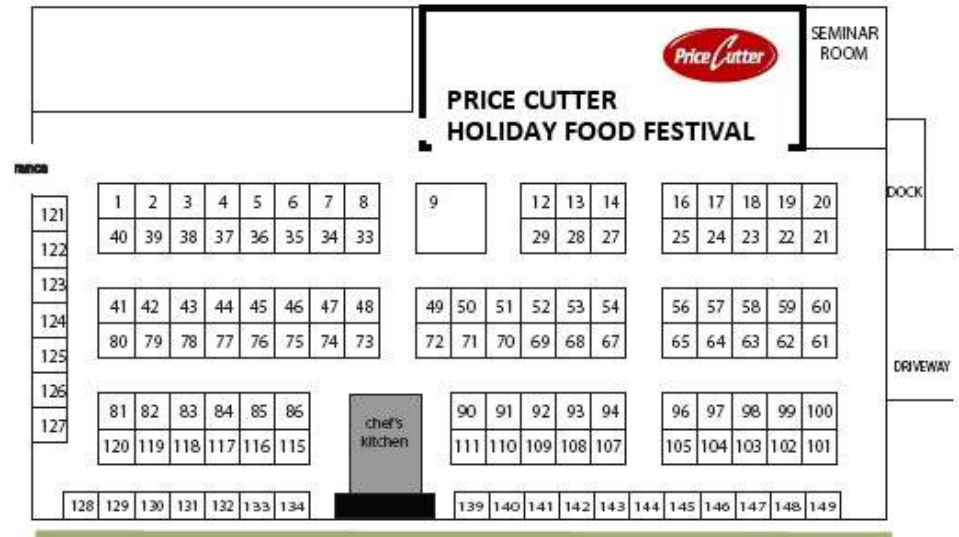 SEMINAR
ROOM
Price Cutter
PRICE CUTTER
HOLIDAY FOOD FESTIVAL
DOCK
1 2 3 4 5 6 7 8 9 12 13 14 16 17 18 19 20
121
40 39 38 37 36 35 34 33 29 28 27 25 24 23 22 21
122
123
41 42 43 44 45 46 47 48 49 50 51 52 53 54 56 57 58 59 60
124
80 79 78 77 76 75 74 73 72 71 70 69 68 67 65 64 63 62 61
125
DRIVEWAY
126
81 82 83 84 85 86 90 91 92 93 94 96 97 98 99 100
127
chef's
kitchen
120 119 118 117 116 115 111 110 109 108 107 105 104 103 102 101
128 129 130 131 132 133 134 139 140 141 142 143 144 145 146 147 148 149